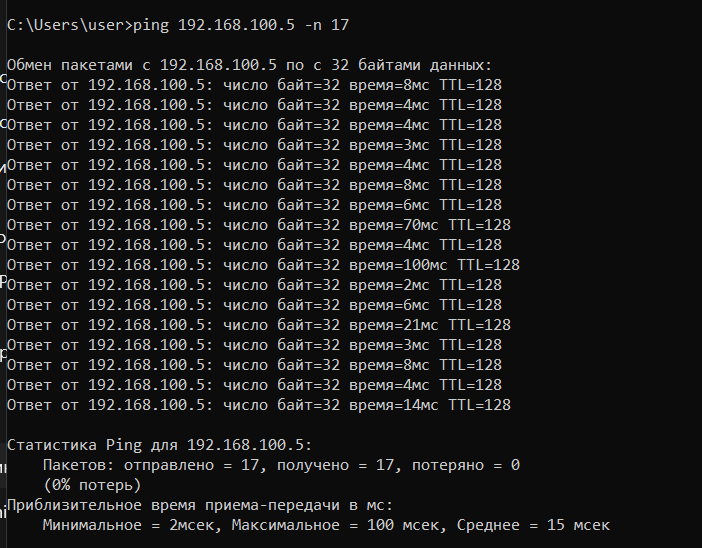 C:\Users\user>ping 192.168.100.5 -n 17
Обмен пакетами с 192.168.100.5 по с 32 байтами данных:
Ответ от 192.168.100.5: число байт=32 время=8мс TTL=128
Ответ от 192.168.100.5: число байт=32 время=4мс TTL=128
Ответ от 192.168.100.5: число байт=32 время=4мс TTL=128
Ответ от 192.168.100.5: число байт=32 время=3мс TTL=128
Ответ от 192.168.100.5: число байт=32 время=4мс TTL=128
Ответ от 192.168.100.5: число байт=32 время=8мс TTL=128
Ответ от 192.168.100.5: число байт=32 время=6мс TTL=128
Ответ от 192.168.100.5: число байт=32 время=70мс TTL=128
Ответ от 192.168.100.5: число байт=32 время=4мс TTL=128
Ответ от 192.168.100.5: число байт=32 время=100мс TTL=128
Ответ от 192.168.100.5: число байт=32 время=2мс TTL=128
Ответ от 192.168.100.5: число байт=32 время=6мс TTL=128
Ответ от 192.168.100.5: число байт=32 время=21мс TTL=128
Ответ от 192.168.100.5: число байт=32 время=3мс TTL=128
Ответ от 192.168.100.5: число байт=32 время=8мс TTL=128
Ответ от 192.168.100.5: число байт=32 время=4мс TTL=128
Ответ от 192.168.100.5: число байт=32 время=14мс TTL=128
Статистика Ping для 192.168.100.5:
Пакетов: отправлено = 17, получено = 17, потеряно = 0
(0% потерь)
Приблизительное время приема-передачи в мс:
Минимальное = 2мсек, Максимальное = 100 мсек, Среднее = 15 мсек